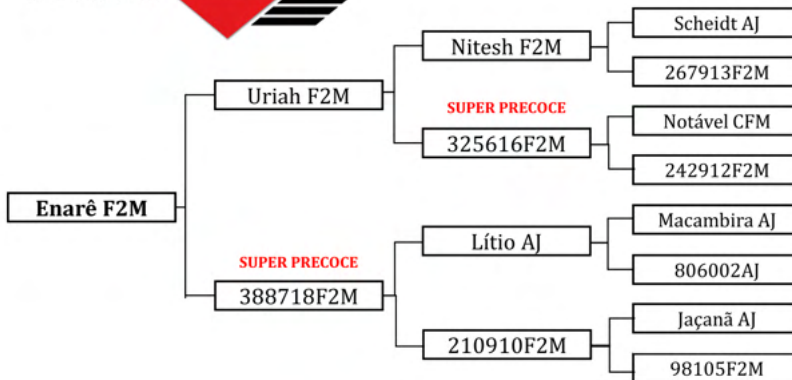 Scheidt AJ
Nitesh F2M
267913F2M
Uriah F2M
SUPER PRECOCE
Notável CFM
325616F2M
242912F2M
Enarê F2M
Macambira AJ
Lítio AJ
SUPER PRECOCE
806002AJ
388718F2M
Jaçanã AJ
210910F2M
98105F2M